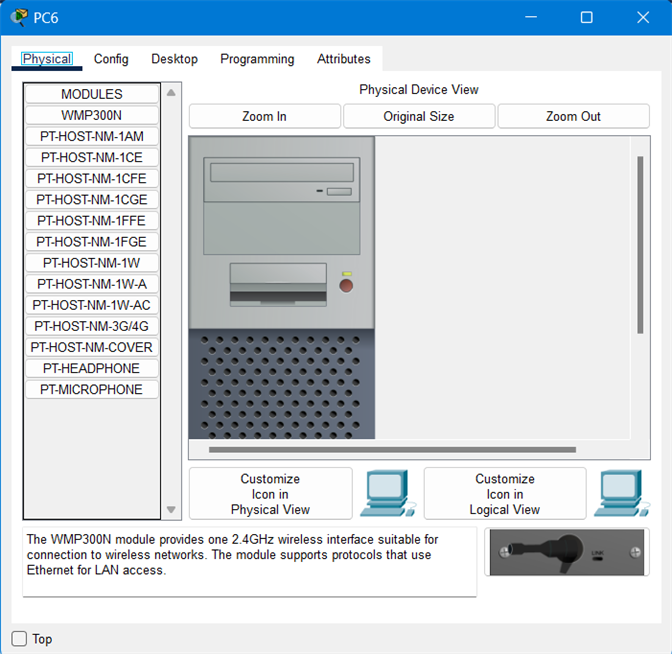 PC6
Physical Config Desktop Programming Attributes
MODULES
WMP300N
PT-HOST-NM-1AM
PT-HOST-NM-1CE
PT-HOST-NM-1CFE
PT-HOST-NM-1CGE
PT-HOST-NM-1FFE
PT-HOST-NM-1FGE
PT-HOST-NM-1W
PT-HOST-NM-1W-A
PT-HOST-NM-1W-AC
PT-HOST-NM-3G/4G
PT-HOST-NM-COVER
PT-HEADPHONE
PT-MICROPHONE
Physical Device View
Zoom In Original Size Zoom Out
Customize
Icon in
Physical View
Customize
Icon in
Logical View
The WMP300N module provides one 2.4GHz wireless interface suitable for
connection to wireless networks. The module supports protocols that use
Ethernet for LAN access.
LINK
Top